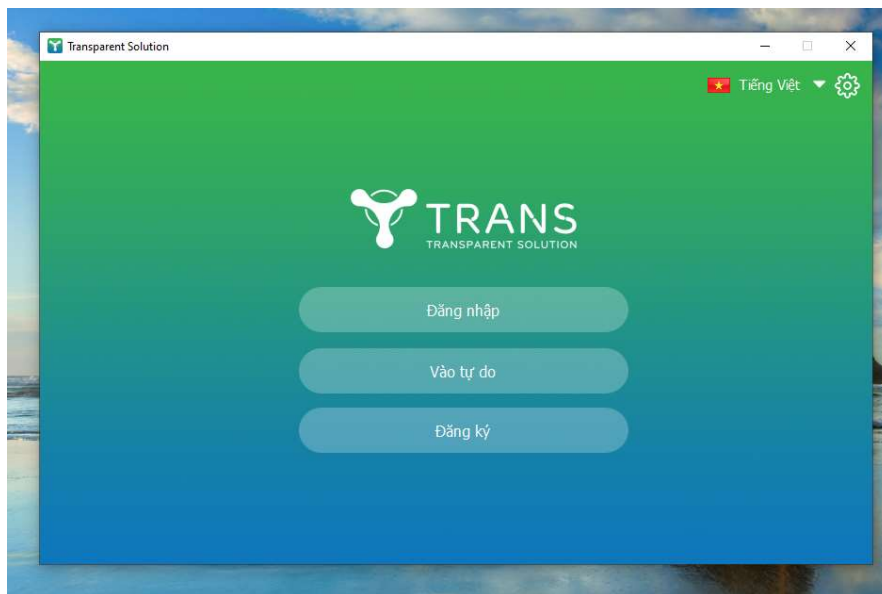 Transparent Solution
Tiếng Việt
TRANS
TRANSPARENT SOLUTION
Đăng nhập
Vào tự do
Đăng ký